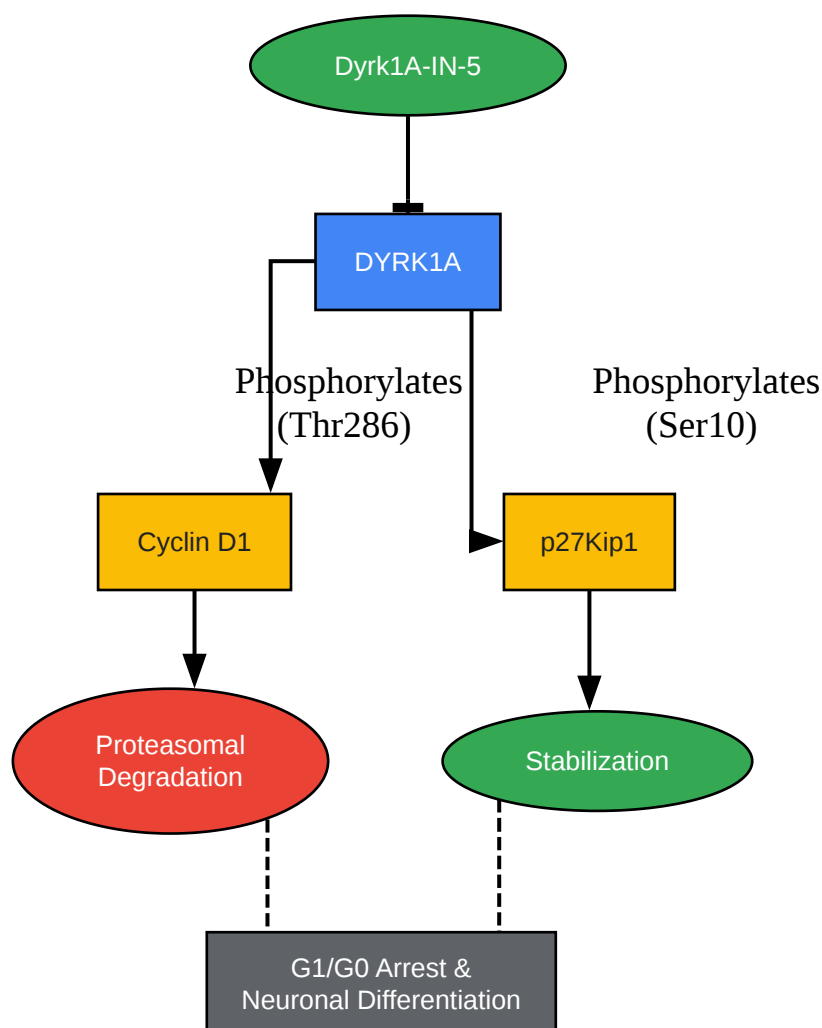 Dyrk1A-IN-5
DYRK1A
Phosphorylates
(Thr286)
Phosphorylates
(Ser10)
Cyclin D1
p27Kip1
Proteasomal
Degradation
Stabilization
G1/G0 Arrest &
Neuronal Differentiation